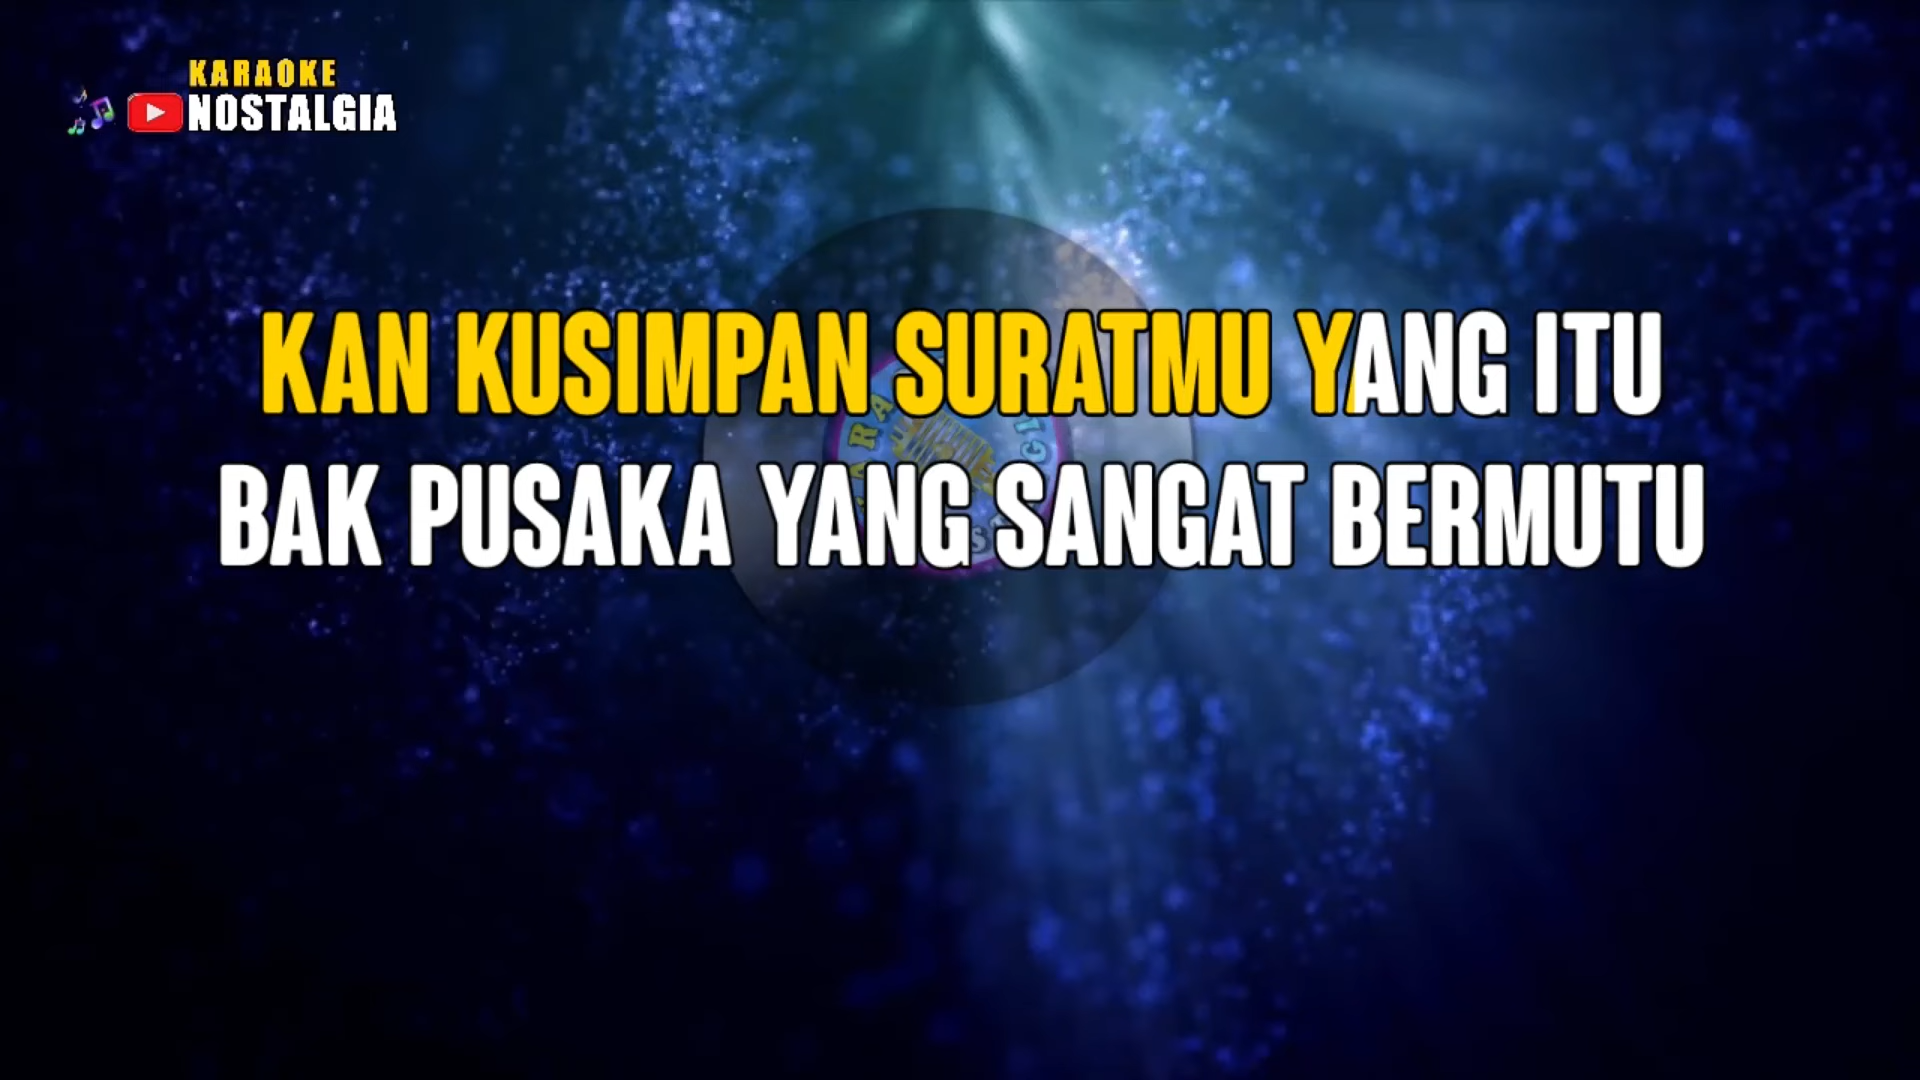 KARAOKE
NOSTALGIA
KAN KUSIMPAN SURATMU YANG ITU
BAK PUSAKA YANG SANGAT BERMUTU